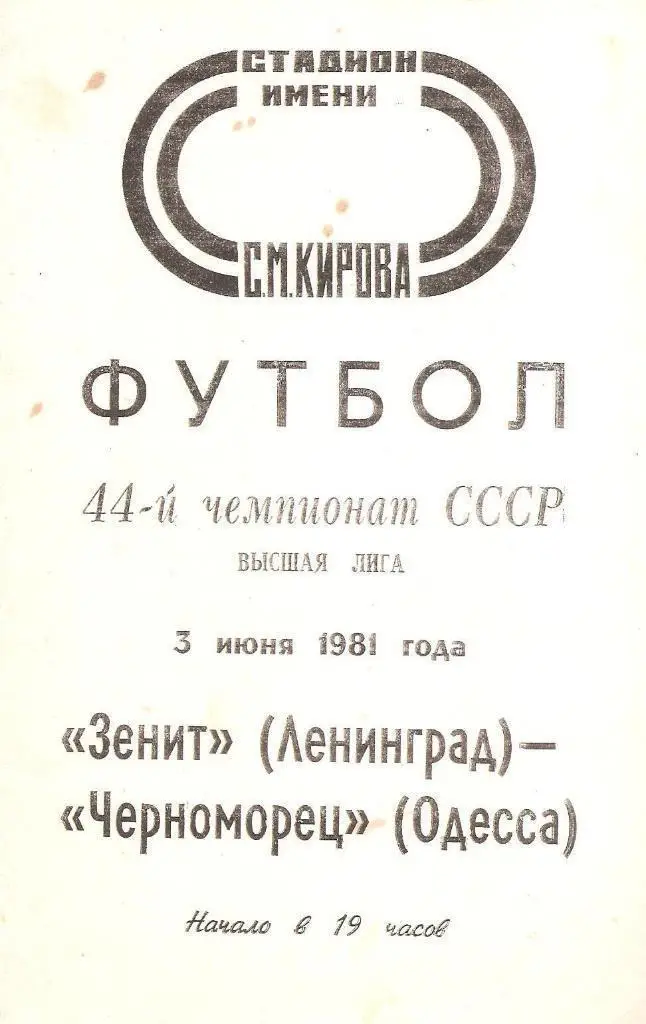 СТАДИОН
ИМЕНИ
С.М.КИРОВА
ФУТБОЛ
44-й чемпионат СССР
ВЫСШАЯ ЛИГА
3 июня 1981 года
«Зенит» (Ленинград)—
«Черноморец» (Одесса)
Начало в 19 часов